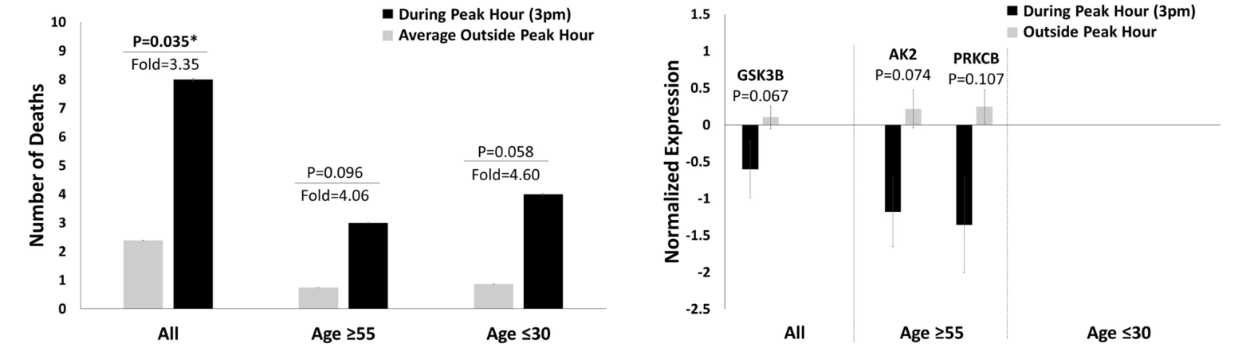 During Peak Hour (3pm)
Average Outside Peak Hour
Number of Deaths
10
9
8
7
6
5
4
3
2
1
0
P=0.035*
Fold=3.35
P=0.096
Fold=4.06
P=0.058
Fold=4.60
All
Age ≥55
Age ≤30
During Peak Hour (3pm)
Outside Peak Hour
Normalized Expression
1.5
1
0.5
0
-0.5
-1
-1.5
-2
-2.5
GSK3B
P=0.067
AK2
P=0.074
PRKCB
P=0.107
All
Age ≥55
Age ≤30